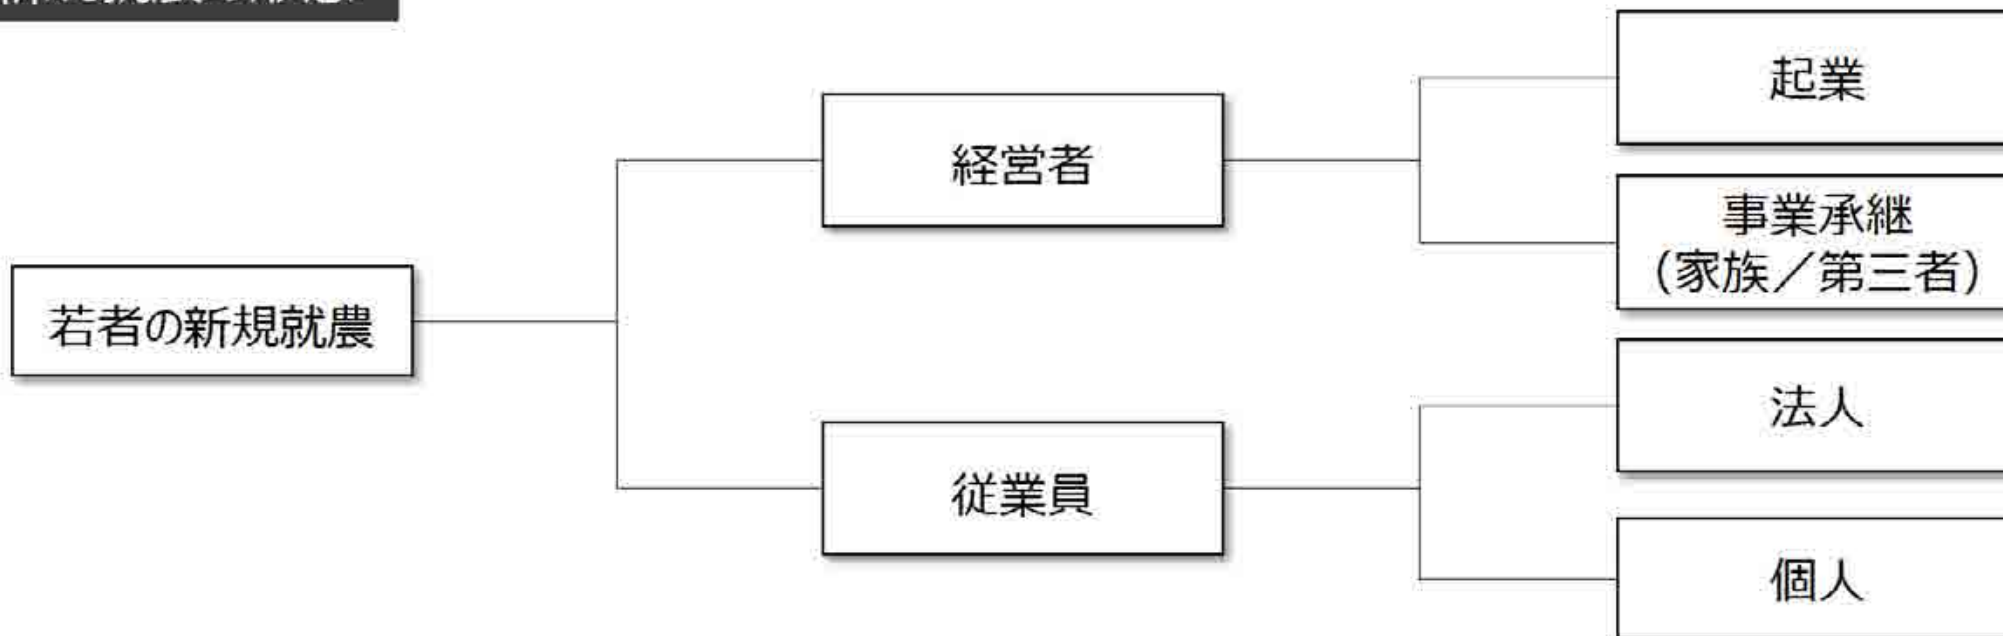 若者の新規就農
経営者
従業員
起業
事業承継
（家族／第三者）
法人
個人